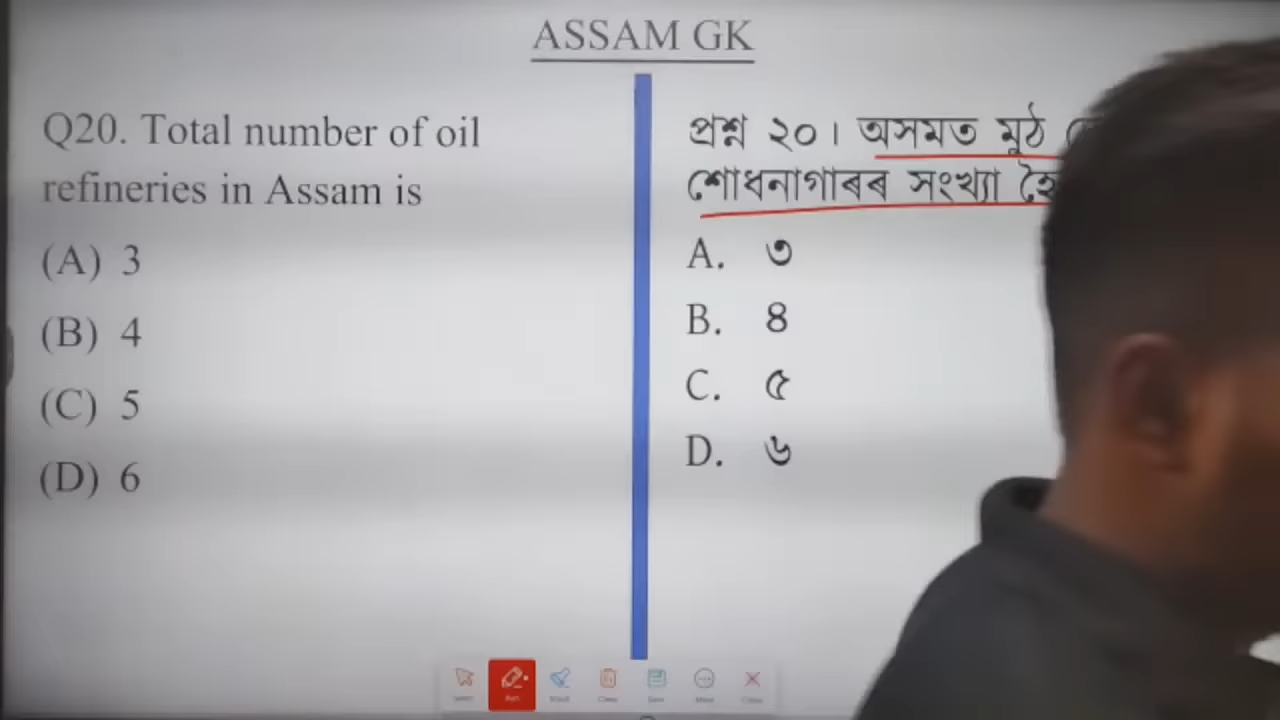 ASSAM GK
Q20. Total number of oil
refineries in Assam is
(A) 3
(B) 4
(C) 5
(D) 6
প্ৰশ্ন ২০। অসমত মুঠ
শোধনাগাৰৰ সংখ্যা হৈ
A. ৩
B. ৪
C. ৫
D. ৬